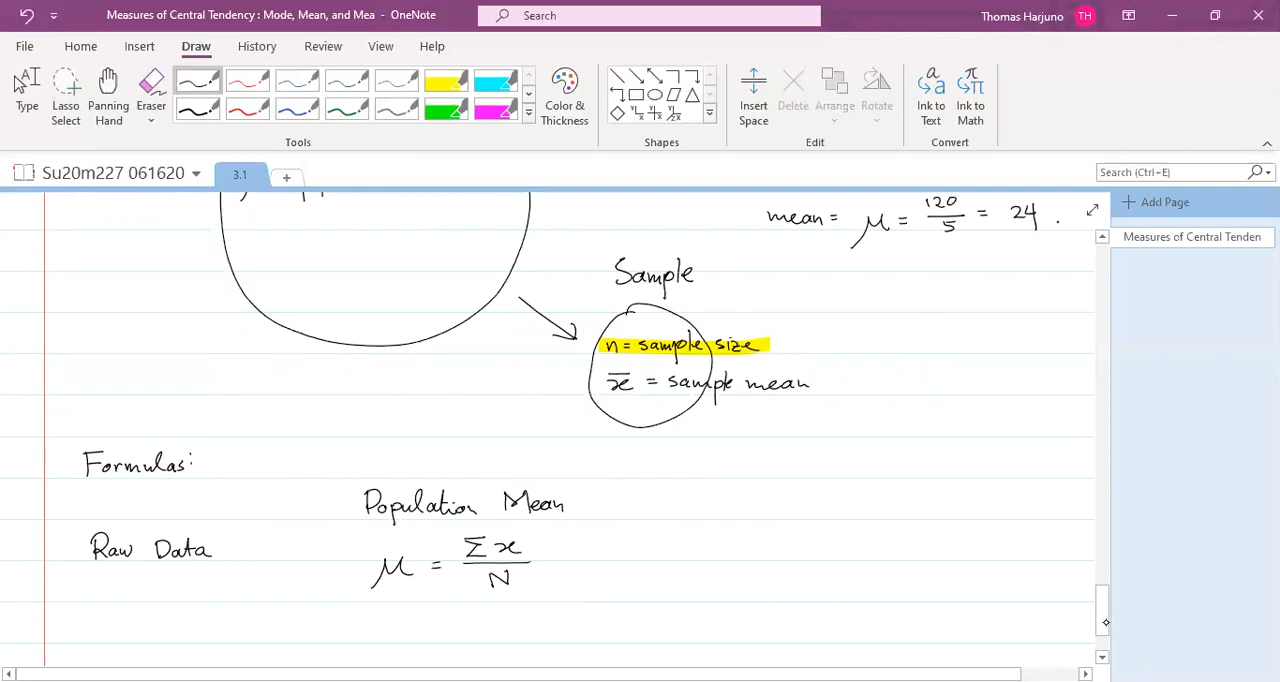 Measures of Central Tendency : Mode, Mean, and Mea - OneNote
Search
Thomas Harjuno TH
File Home Insert Draw History Review View Help
Type
Lasso Select
Panning Hand
Eraser
Color & Thickness
Insert Space
Delete
Arrange
Rotate
Ink to Text
Ink to Math
Tools
Shapes
Edit
Convert
Su20m227 061620
3.1
Search (Ctrl+E)
Add Page
Measures of Central Tenden
mean = μ = 120/5 = 24 .
Sample
n = sample size
x̄ = sample mean
Formulas:
Population Mean
Raw Data
μ = Σx/N